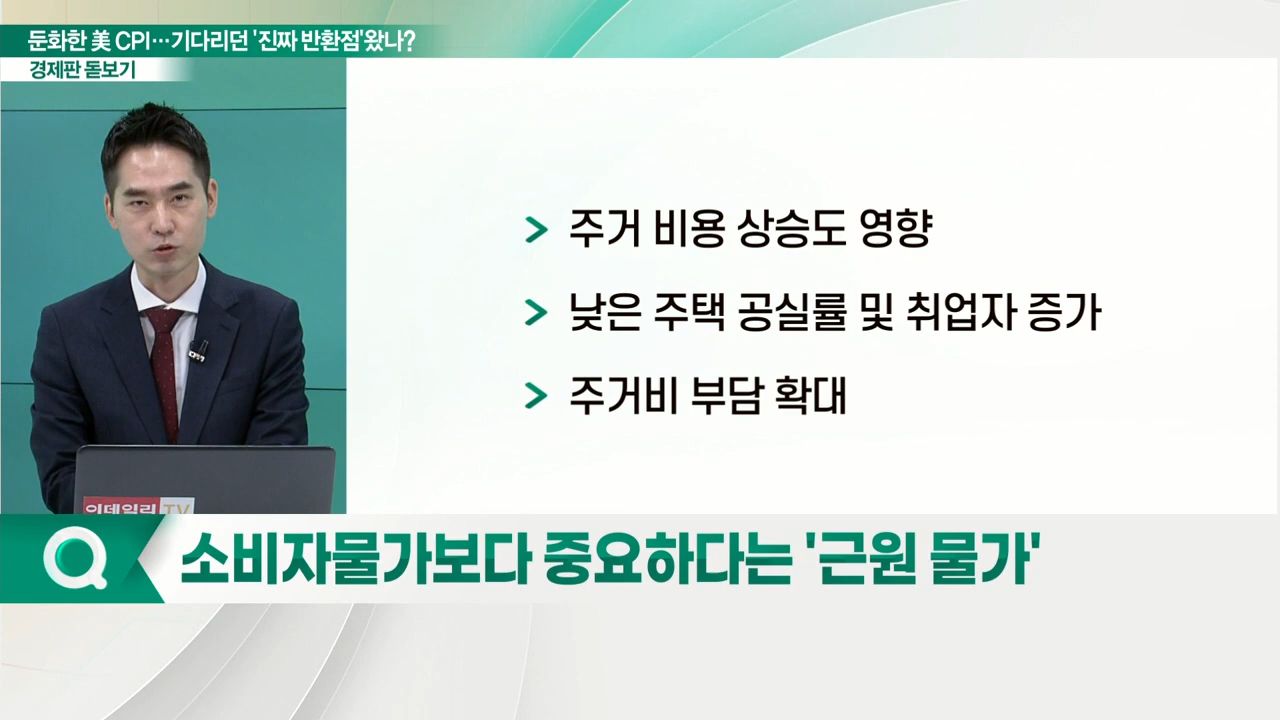 둔화한 美 CPI…기다리던 '진짜 반환점'왔나?
경제판 돋보기
> 주거 비용 상승도 영향
> 낮은 주택 공실률 및 취업자 증가
> 주거비 부담 확대
이데일리 TV
소비자물가보다 중요하다는 '근원 물가'